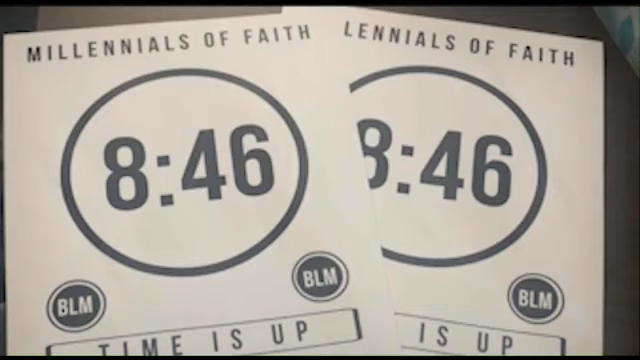 MILLENNIALS OF FAITH
8:46
BLM
BLM
TIME IS UP
LENNIALS OF FAITH
8:46
BLM
IS UP